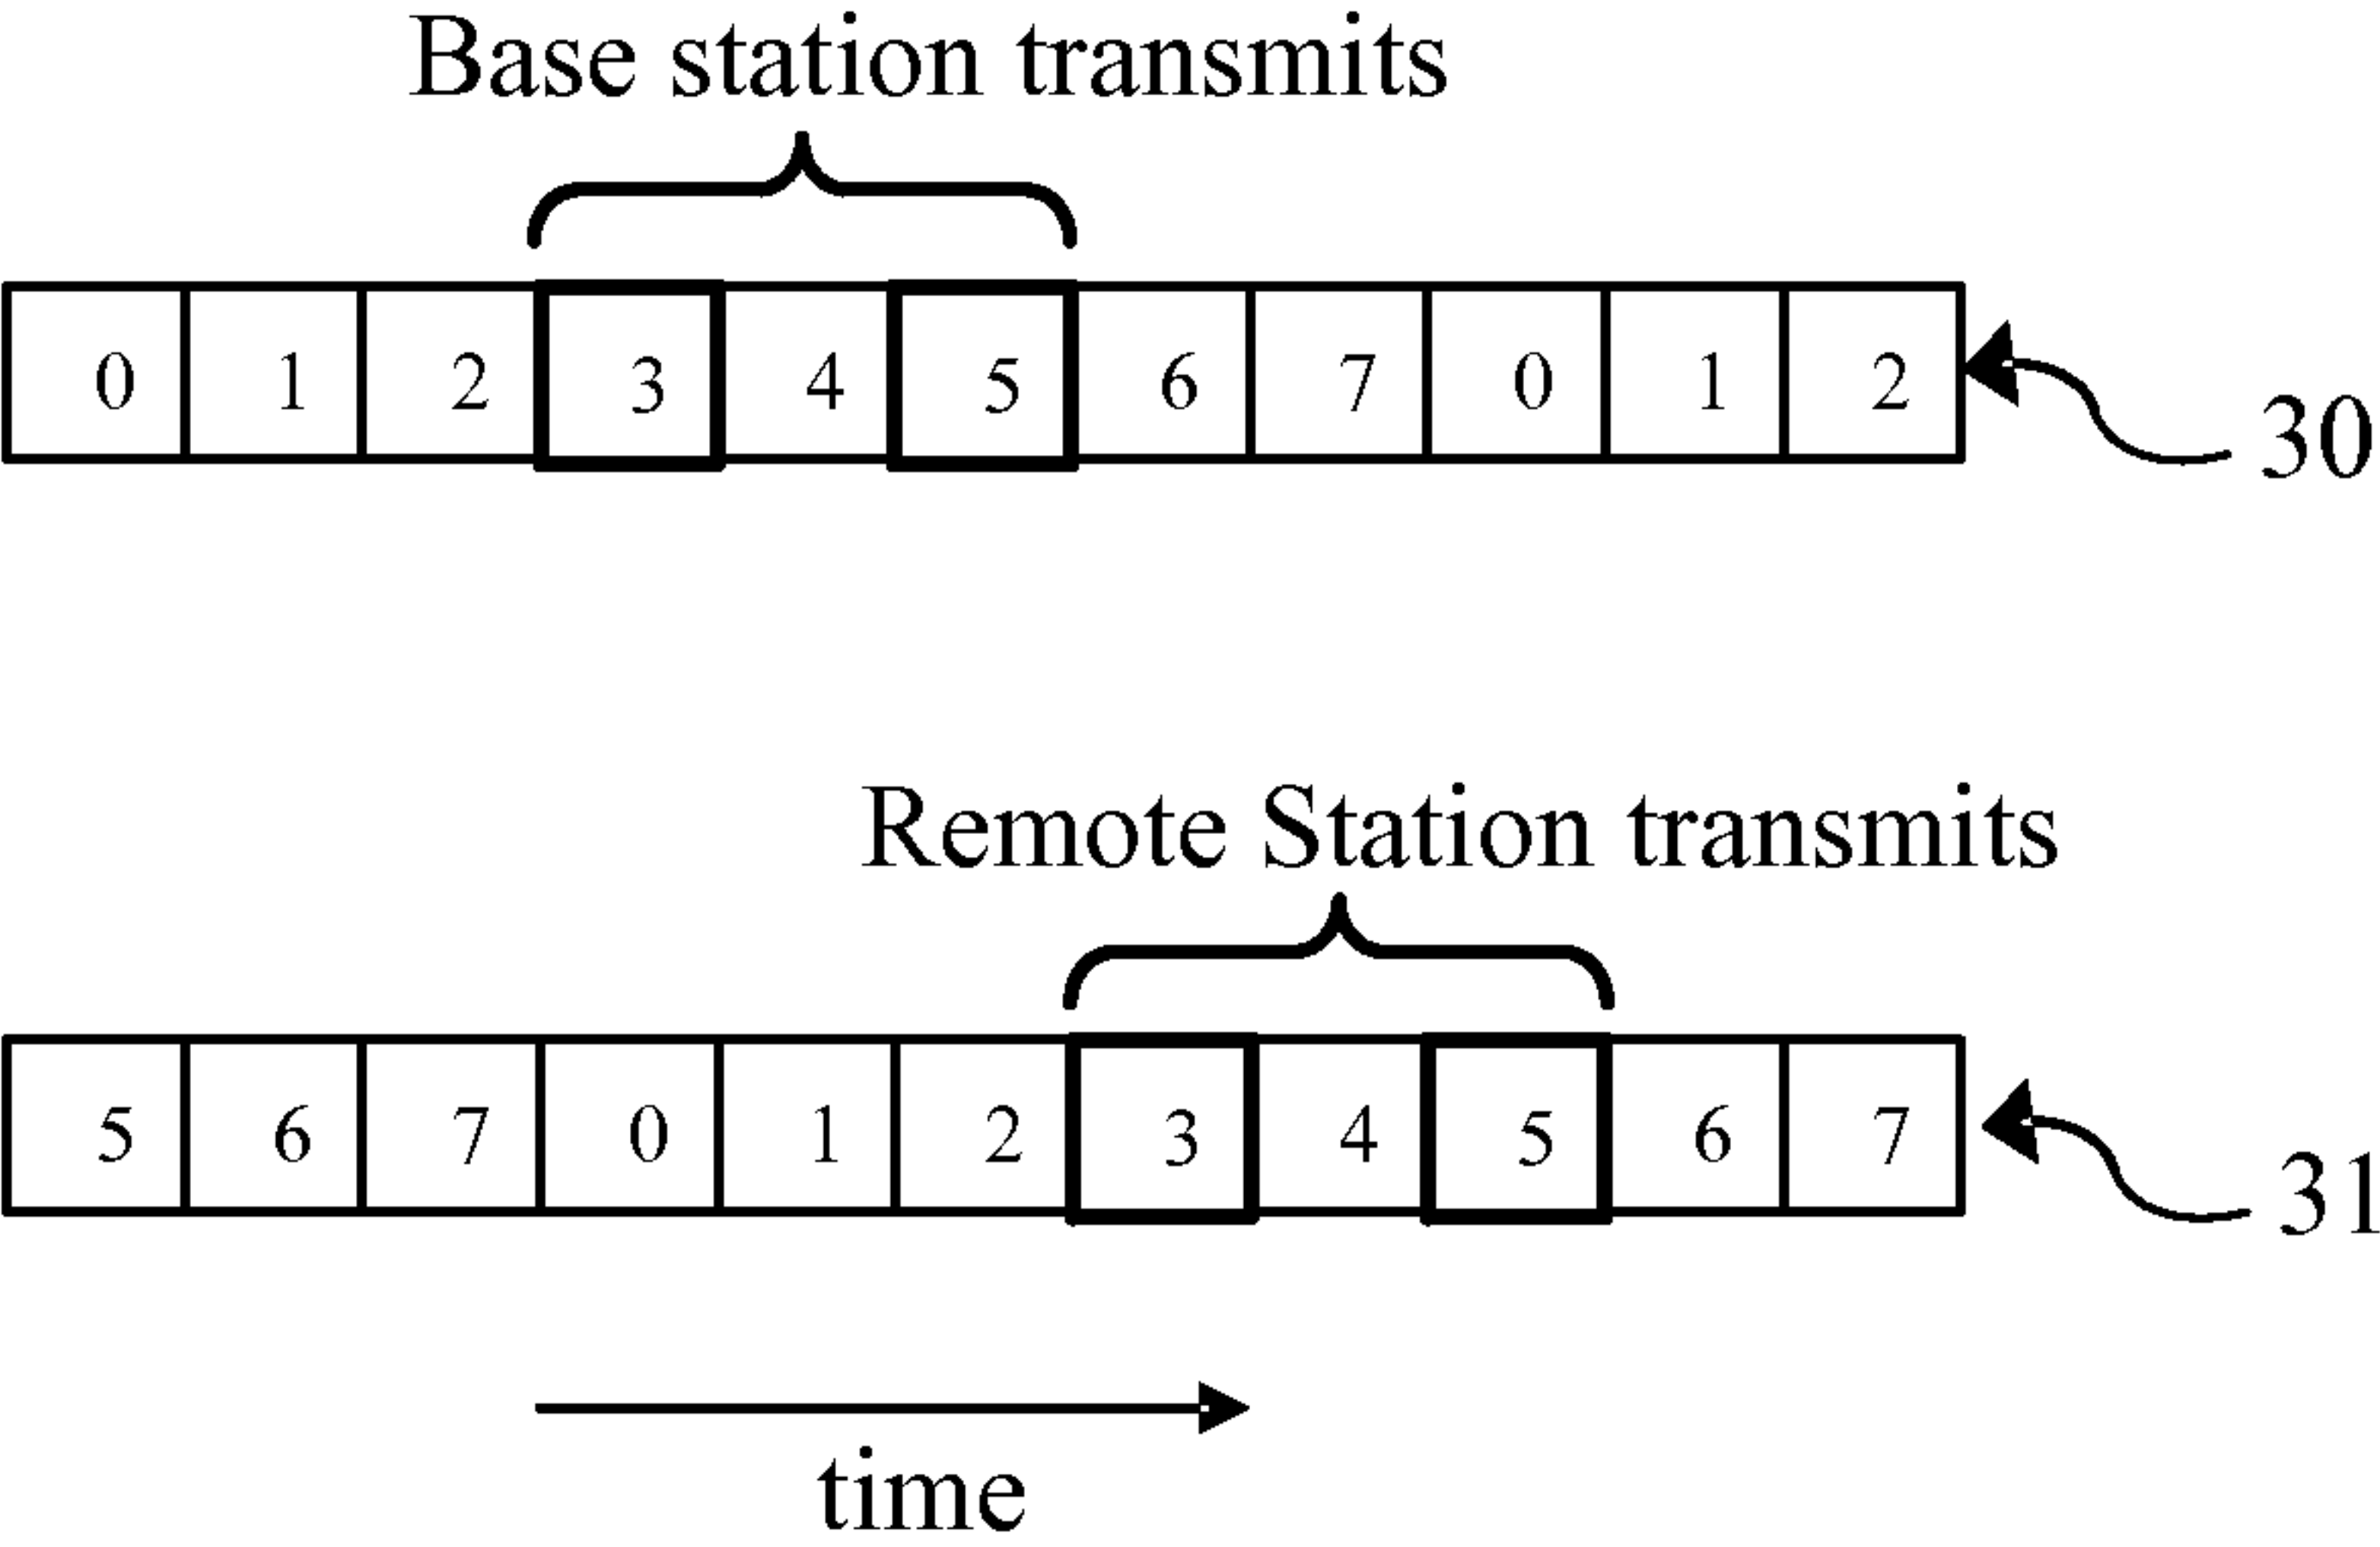 Base station transmits
0 1 2 3 4 5 6 7 0 1 2
30
Remote Station transmits
5 6 7 0 1 2 3 4 5 6 7
31
time